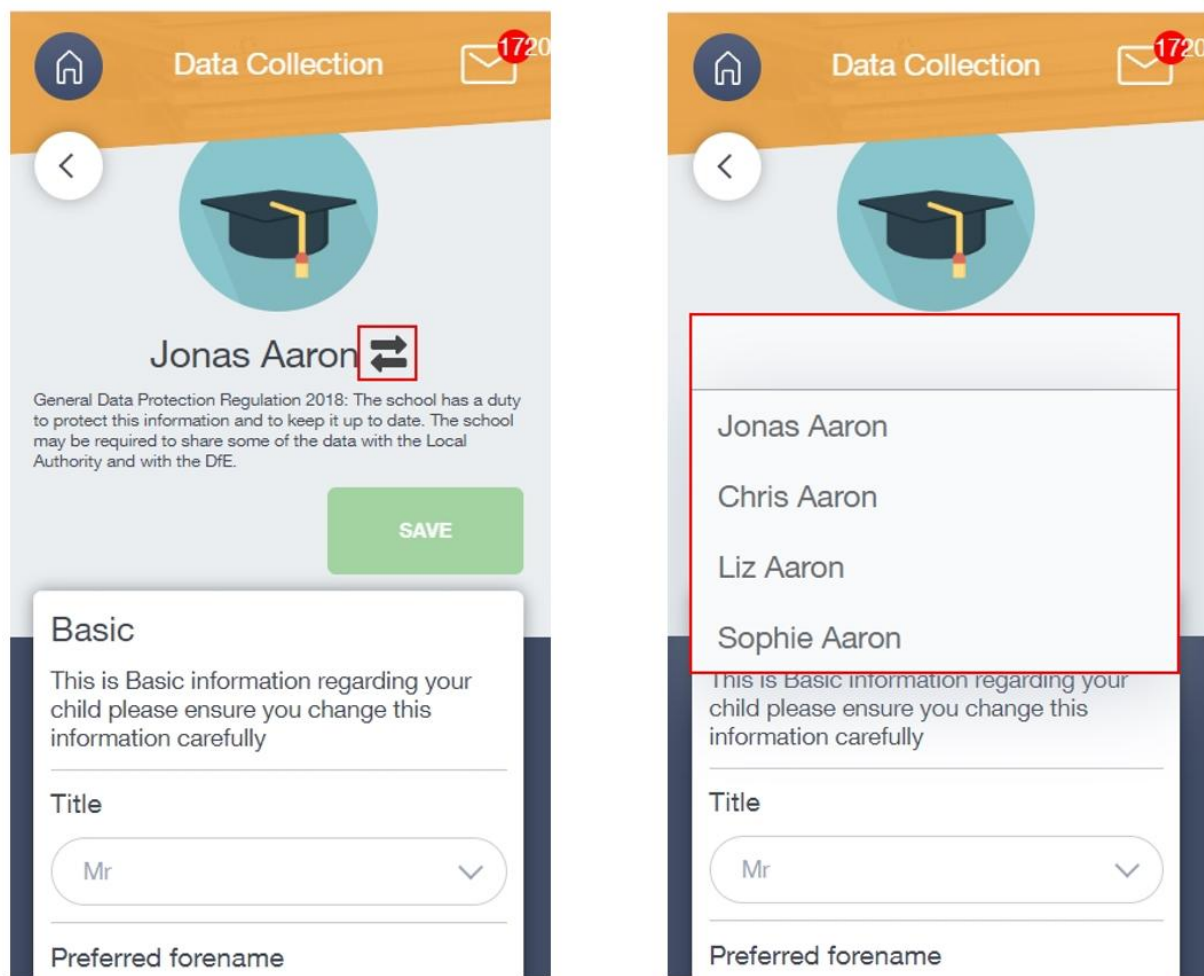 Data Collection
1720
Jonas Aaron
General Data Protection Regulation 2018: The school has a duty
to protect this information and to keep it up to date. The school
may be required to share some of the data with the Local
Authority and with the DfE.
SAVE
Basic
This is Basic information regarding your
child please ensure you change this
information carefully
Title
Mr
Preferred forename
Data Collection
1720
Jonas Aaron
Chris Aaron
Liz Aaron
Sophie Aaron
This is Basic information regarding your
child please ensure you change this
information carefully
Title
Mr
Preferred forename